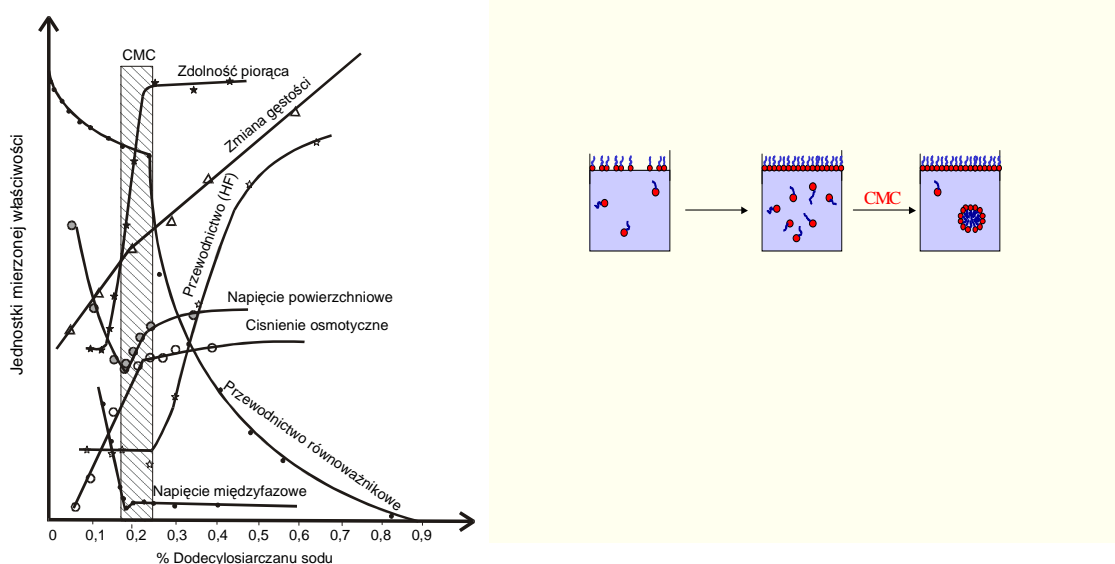 CMC
Zdolność piorąca
Zmiana gęstości
Przewodnictwo (HF)
Napięcie powierzchniowe
Cisnienie osmotyczne
Przewodnictwo równoważnikowe
Napięcie międzyfazowe
Jednostki mierzonej właściwości
0 0,1 0,2 0,3 0,4 0,5 0,6 0,7 0,8 0,9
% Dodecylosiarczanu sodu
CMC